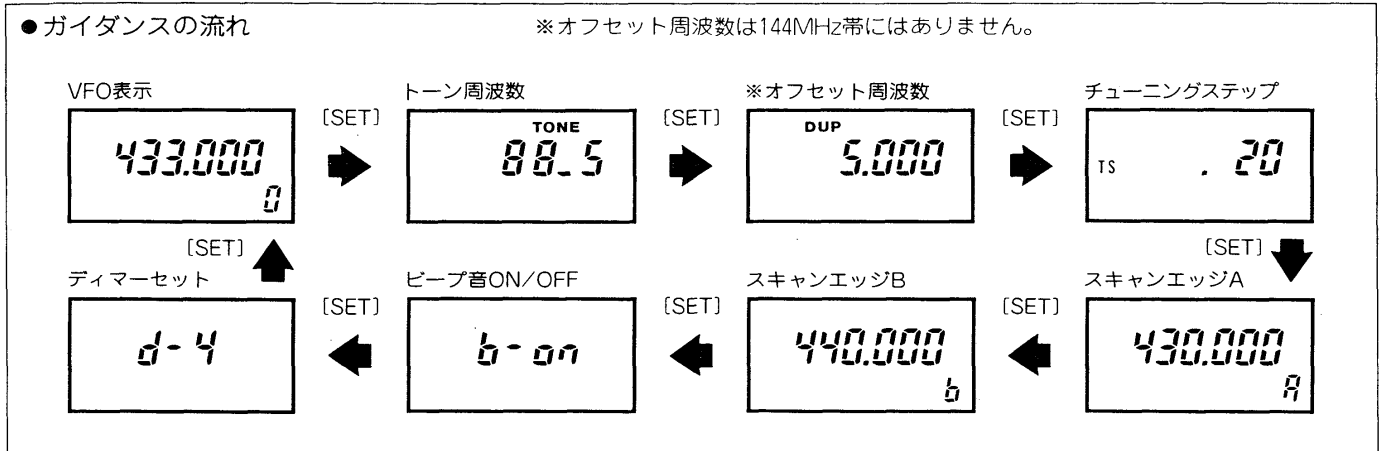 ●ガイダンスの流れ
※オフセット周波数は144MHz帯にはありません。
VFO表示
トーン周波数
※オフセット周波数
チューニングステップ
433.000
0
[SET]
TONE
88.5
[SET]
DUP
5.000
[SET]
TS . 20
[SET]
[SET]
ディマーセット
ビープ音ON/OFF
スキャンエッジB
スキャンエッジA
d-4
[SET]
b-on
[SET]
440.000
b
[SET]
430.000
A